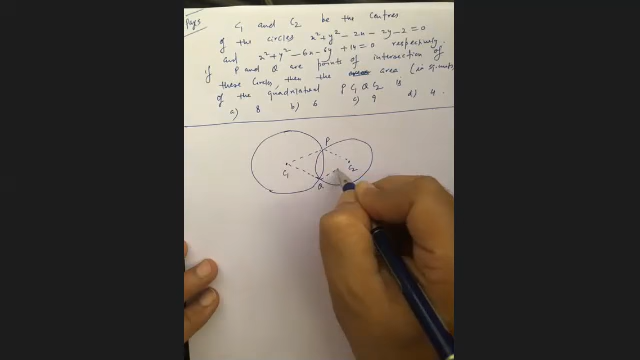 C1 and C2 be the centres
of the circles x²+y²-2x-2y-2=0
and x²+y²-6x-6y+14=0 respectively.
if P and Q are points of intersection of
these circles, then the area (in sq.units)
of the quadrilateral P C1 Q C2 is
a) 8 b) 6 c) 9 d) 4.
P
C1
C2
Q